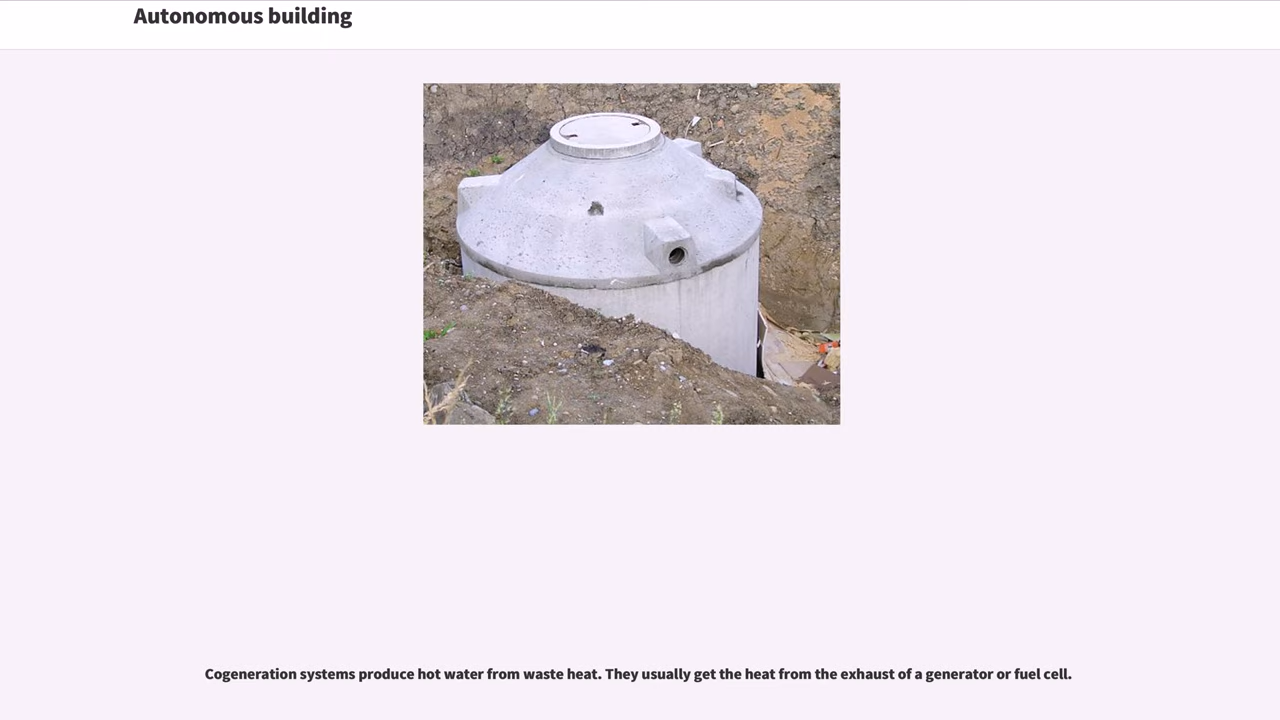 Autonomous building
Cogeneration systems produce hot water from waste heat. They usually get the heat from the exhaust of a generator or fuel cell.